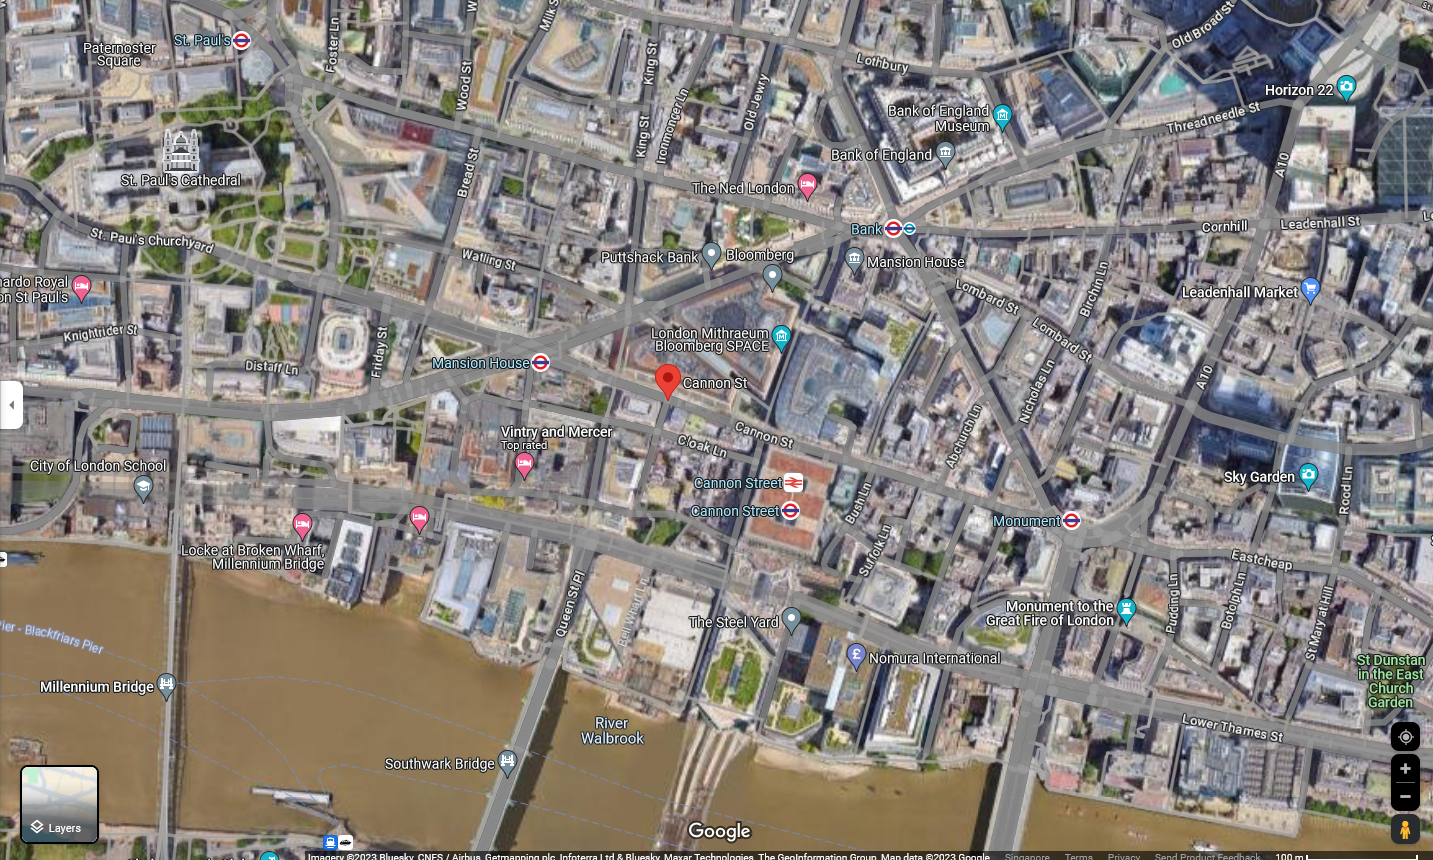 St. Paul's
Paternoster
Square
Foster Ln
Wood St
Milk S
King St
King St
Ironmonger Ln
Old Jewry
Lothbury
Old Broad St
Horizon 22
Bank of England
Museum
Threadneedle St
Bank of England
A10
St. Paul's Cathedral
Bread St
The Ned London
Bank
Cornhill
Leadenhall St
St. Paul's Churchyard
Watling St
Puttshack Bank
Bloomberg
Mansion House
nardo Royal
on St Paul's
Lombard St
Birchin Ln
Leadenhall Market
Knightrider St
London Mithraeum
Bloomberg SPACE
Lombard St
Friday St
Distaff Ln
Mansion House
Cannon St
Nicholas Ln
A10
Vintry and Mercer
Top rated
Cannon St
Cloak Ln
Abchurch Ln
City of London School
Cannon Street
Sky Garden
Rood Ln
Cannon Street
Bush Ln
Monument
Locke at Broken Wharf,
Millennium Bridge
Suffolk Ln
Eastcheap
Queen St Pl
Bell Wharf Ln
The Steel Yard
Monument to the
Great Fire of London
Pudding Ln
Botolph Ln
St Mary at Hill
Pier - Blackfriars Pier
Nomura International
St Dunstan
in the East
Church
Garden
Millennium Bridge
River
Walbrook
Lower Thames St
Southwark Bridge
Layers
Google
Imagery ©2023 Bluesky, CNES / Airbus, Getmapping plc, Infoterra Ltd & Bluesky, Maxar Technologies, The GeoInformation Group, Map data ©2023 Google
Singapore
Terms
Privacy
Send Product Feedback
100 m